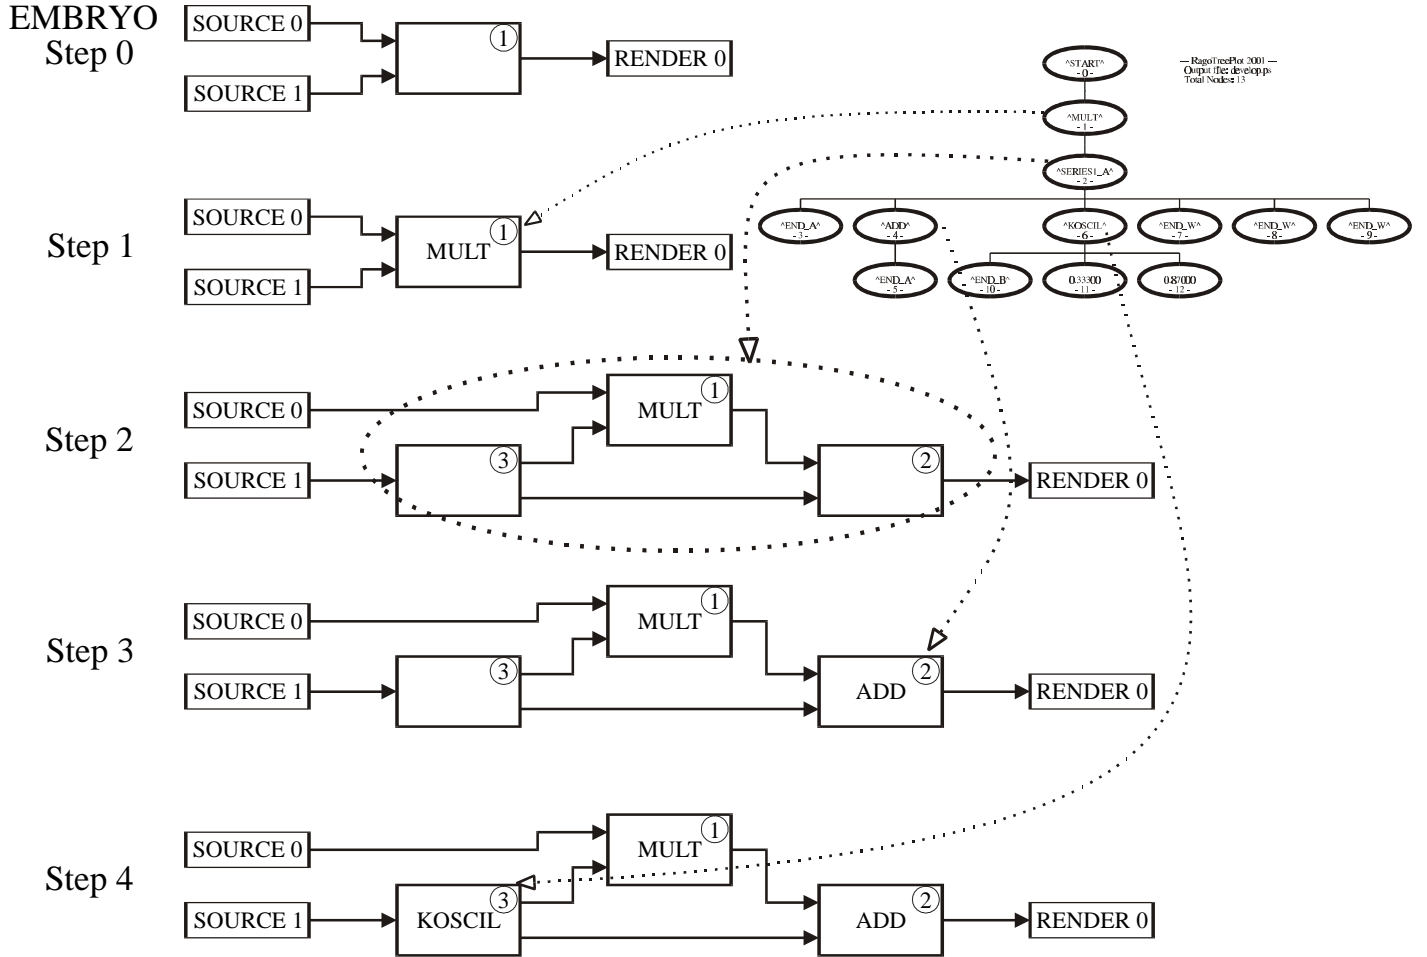 EMBRYO
Step 0
SOURCE 0
SOURCE 1
1
RENDER 0
^START^
- 0 -
^MULT^
- 1 -
^SERIES1_A^
- 2 -
^END_A^
- 3 -
^ADD^
- 4 -
^KOSCIL^
- 6 -
^END_W^
- 7 -
^END_W^
- 8 -
^END_W^
- 9 -
^END_A^
- 5 -
^END_B^
- 10 -
0.33300
- 11 -
0.87000
- 12 -
— RagoTreePlot 2001 —
Output file: develop.ps
Total Nodes: 13
Step 1
SOURCE 0
SOURCE 1
MULT
1
RENDER 0
Step 2
SOURCE 0
SOURCE 1
MULT
1
3
2
RENDER 0
Step 3
SOURCE 0
SOURCE 1
MULT
1
3
ADD
2
RENDER 0
Step 4
SOURCE 0
SOURCE 1
MULT
1
KOSCIL
3
ADD
2
RENDER 0